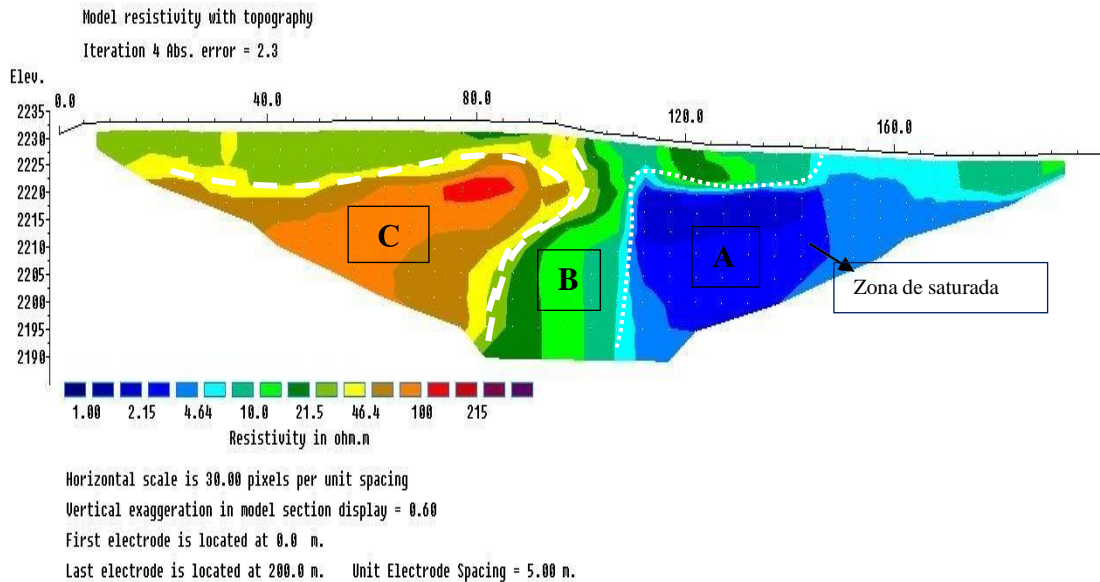 Model resistivity with topography
Iteration 4 Abs. error = 2.3
Elev.
0.0 40.0 80.0 120.0 160.0
2235
2230
2225
2220
2215
2210
2205
2200
2195
2190
C
B
A
Zona de saturada
1.00 2.15 4.64 10.0 21.5 46.4 100 215
Resistivity in ohm.m
Horizontal scale is 30.00 pixels per unit spacing
Vertical exaggeration in model section display = 0.60
First electrode is located at 0.0 m.
Last electrode is located at 200.0 m. Unit Electrode Spacing = 5.00 m.